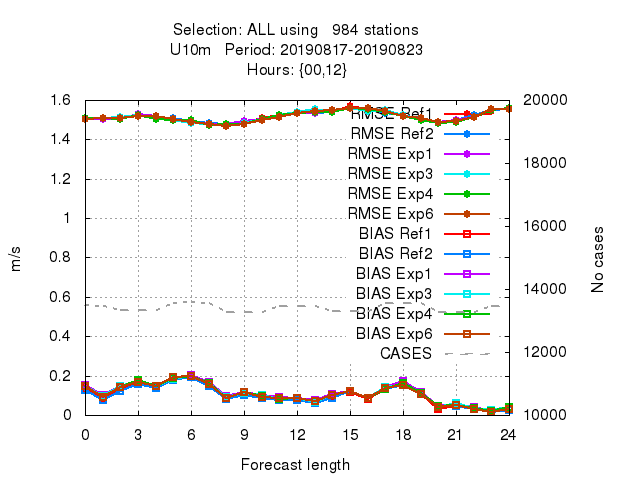 Selection: ALL using   984 stations
U10m   Period: 20190817-20190823
Hours: {00,12}
1.6
1.4
1.2
1
0.8
0.6
0.4
0.2
0
m/s
20000
18000
16000
14000
12000
10000
No cases
RMSE Ref1
RMSE Ref2
RMSE Exp1
RMSE Exp3
RMSE Exp4
RMSE Exp6
BIAS Ref1
BIAS Ref2
BIAS Exp1
BIAS Exp3
BIAS Exp4
BIAS Exp6
CASES
0 3 6 9 12 15 18 21 24
Forecast length